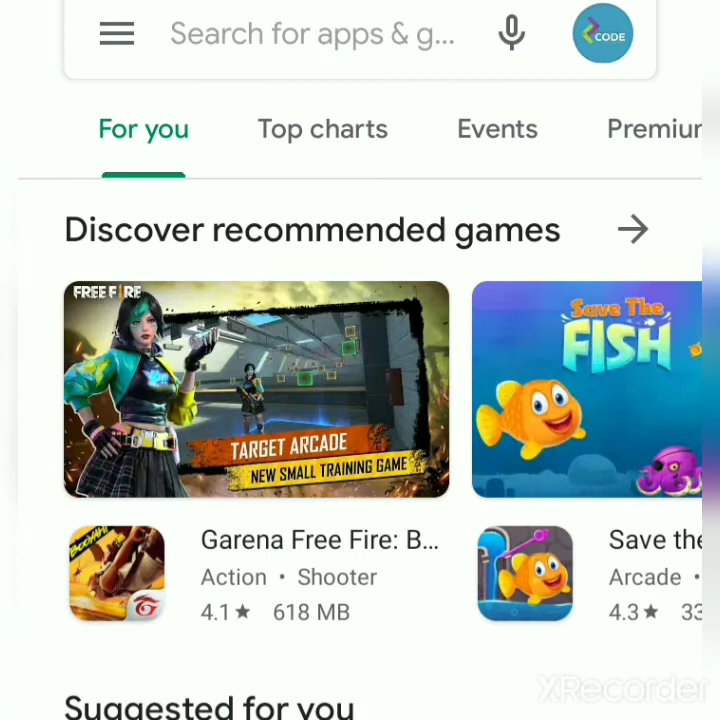 Search for apps & g...
CODE
For you
Top charts
Events
Premiur
Discover recommended games
FREE FIRE
TARGET ARCADE
NEW SMALL TRAINING GAME
Save The
FISH
BOOYAH!
Garena Free Fire: B...
Action • Shooter
4.1★ 618 MB
Save the
Arcade •
4.3★ 33
Suggested for you
XRecorder